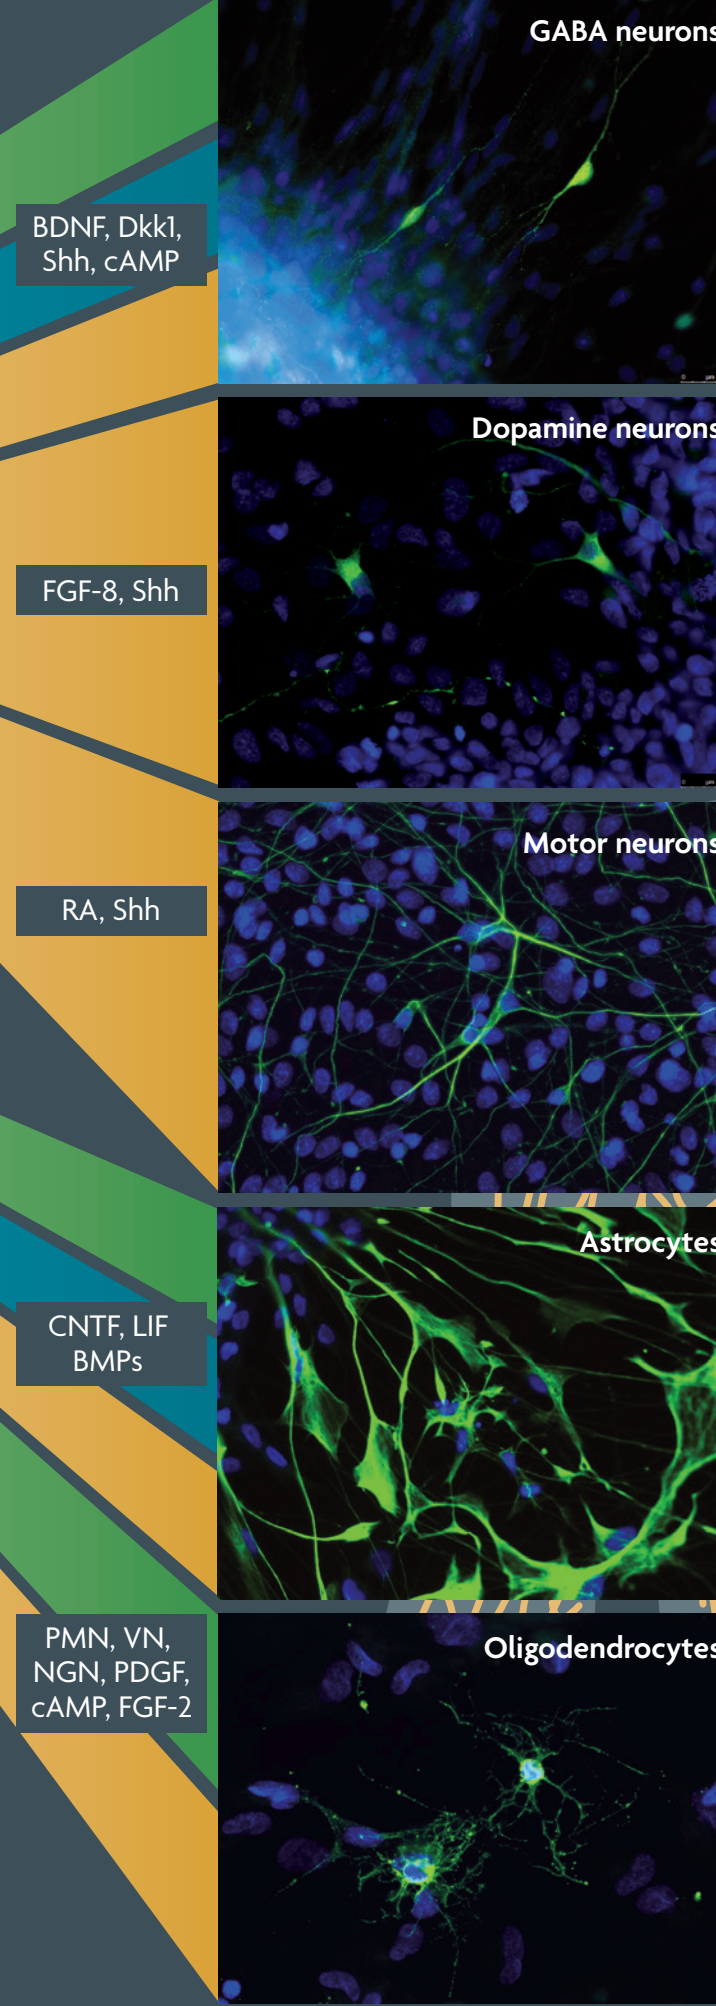 GABA neurons
BDNF, Dkk1,
Shh, cAMP
Dopamine neurons
FGF-8, Shh
Motor neurons
RA, Shh
Astrocytes
CNTF, LIF
BMPs
Oligodendrocytes
PMN, VN,
NGN, PDGF,
cAMP, FGF-2